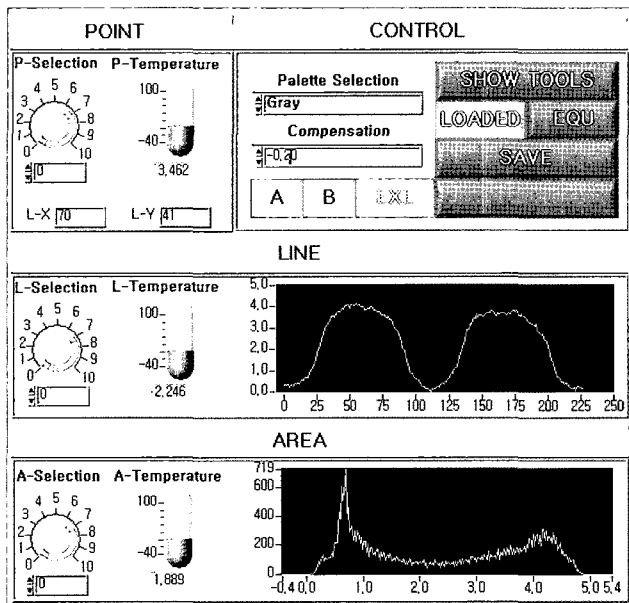 POINT
CONTROL
P-Selection P-Temperature
4 5 6
3 7
2 8
1 9
0 10
100-
-40-
0
3,462
L-X 70 L-Y 41
Palette Selection
Gray
Compensation
-0,20
A B LXL
SHOW TOOLS
LOADED EQU
SAVE
LINE
L-Selection L-Temperature
4 5 6
3 7
2 8
1 9
0 10
100-
-40-
0
-2,246
5,0-
4,0-
3,0-
2,0-
1,0-
0,0-
0 25 50 75 100 125 150 175 200 225 250
AREA
A-Selection A-Temperature
4 5 6
3 7
2 8
1 9
0 10
100-
-40-
0
1,889
719-
600-
400-
200-
0-
-0,4 0,0 1,0 2,0 3,0 4,0 5,0 5,4